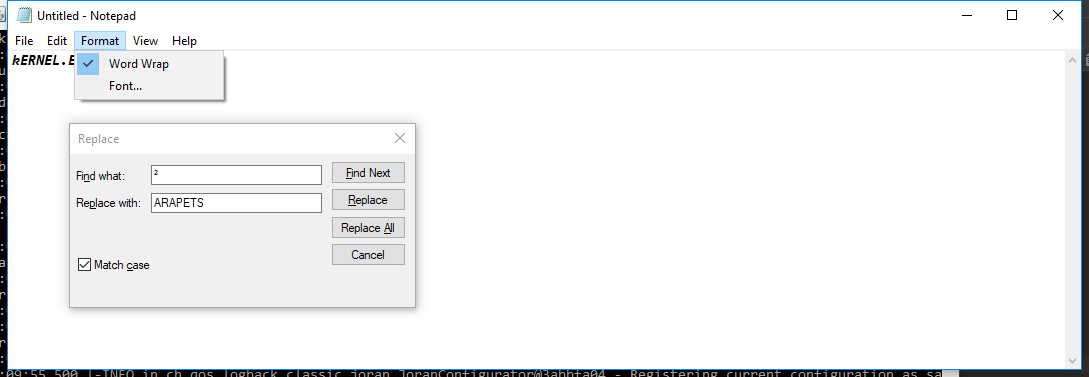 Untitled - Notepad
File Edit Format View Help
kERNEL.E
Word Wrap
Font...
Replace
Find what: ²
Find Next
Replace with: ARAPETS
Replace
Replace All
Cancel
Match case
:09:55,500 |-INFO in ch.qos.logback.classic.joran.JoranConfigurator@3abbfa04 - Registering current configuration as sa